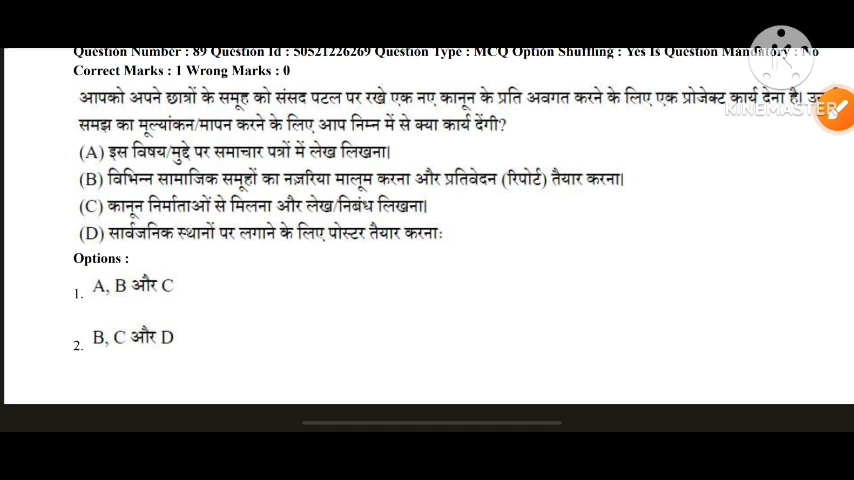 Question Number : 89 Question Id : 50521226269 Question Type : MCQ Option Shuffling : Yes Is Question Mandatory : No
Correct Marks : 1 Wrong Marks : 0
आपको अपने छात्रों के समूह को संसद पटल पर रखे एक नए कानून के प्रति अवगत करने के लिए एक प्रोजेक्ट कार्य देना है।
समझ का मूल्यांकन/मापन करने के लिए आप निम्न में से क्या कार्य देंगी?
KINEMASTER
(A) इस विषय/मुद्दे पर समाचार पत्रों में लेख लिखना।
(B) विभिन्न सामाजिक समूहों का नज़रिया मालूम करना और प्रतिवेदन (रिपोर्ट) तैयार करना।
(C) कानून निर्माताओं से मिलना और लेख/निबंध लिखना।
(D) सार्वजनिक स्थानों पर लगाने के लिए पोस्टर तैयार करनाः
Options :
1. A, B और C
2. B, C और D